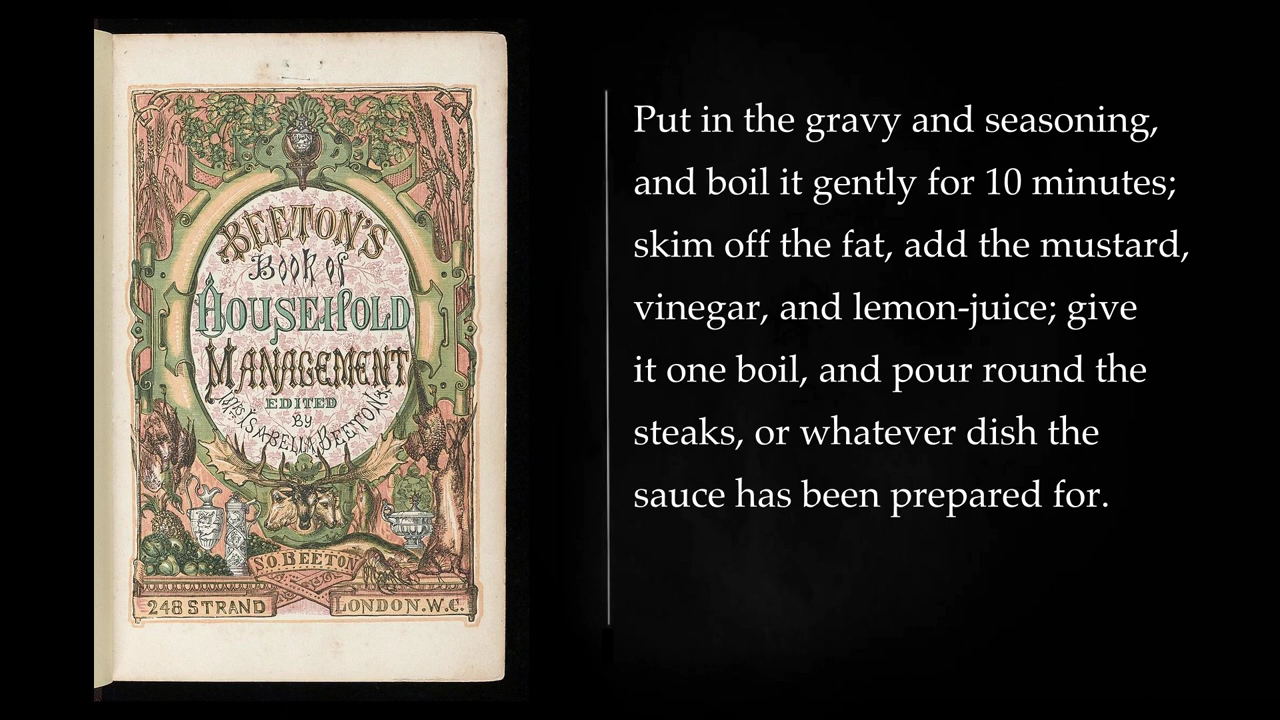 BEETON'S
Book of
HOUSEHOLD
MANAGEMENT
EDITED
BY
MRS ISABELLA BEETON
S.O. BEETON
248 STRAND
LONDON.W.C.
Put in the gravy and seasoning,
and boil it gently for 10 minutes;
skim off the fat, add the mustard,
vinegar, and lemon-juice; give
it one boil, and pour round the
steaks, or whatever dish the
sauce has been prepared for.